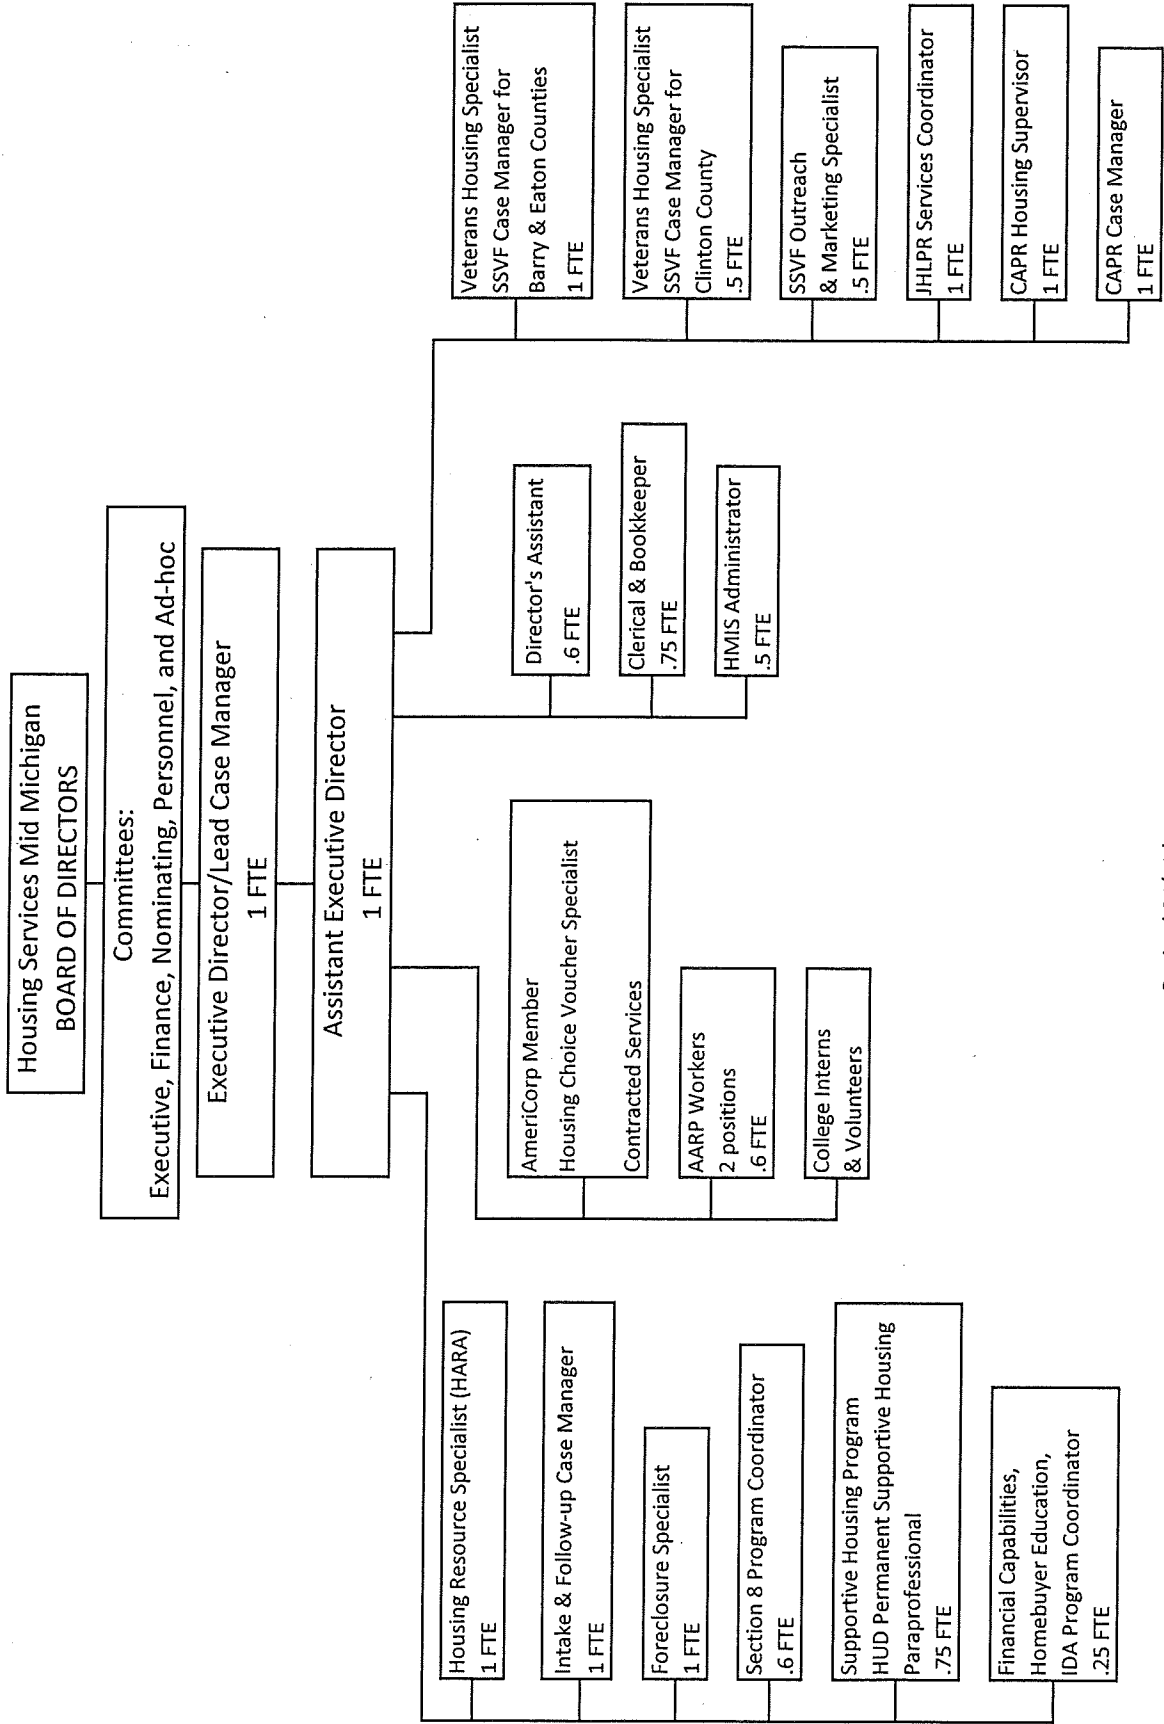 Housing Services Mid Michigan
BOARD OF DIRECTORS
Committees:
Executive, Finance, Nominating, Personnel, and Ad-hoc
Executive Director/Lead Case Manager
1 FTE
Assistant Executive Director
1 FTE
Housing Resource Specialist (HARA)
1 FTE
Intake & Follow-up Case Manager
1 FTE
Foreclosure Specialist
1 FTE
Section 8 Program Coordinator
.6 FTE
Supportive Housing Program
HUD Permanent Supportive Housing
Paraprofessional
.75 FTE
Financial Capabilities,
Homebuyer Education,
IDA Program Coordinator
.25 FTE
AmeriCorp Member
Housing Choice Voucher Specialist
Contracted Services
AARP Workers
2 positions
.6 FTE
College Interns
& Volunteers
Director's Assistant
.6 FTE
Clerical & Bookkeeper
.75 FTE
HMIS Administrator
.5 FTE
Veterans Housing Specialist
SSVF Case Manager for
Barry & Eaton Counties
1 FTE
Veterans Housing Specialist
SSVF Case Manager for
Clinton County
.5 FTE
SSVF Outreach
& Marketing Specialist
.5 FTE
JHLPR Services Coordinator
1 FTE
CAPR Housing Supervisor
1 FTE
CAPR Case Manager
1 FTE